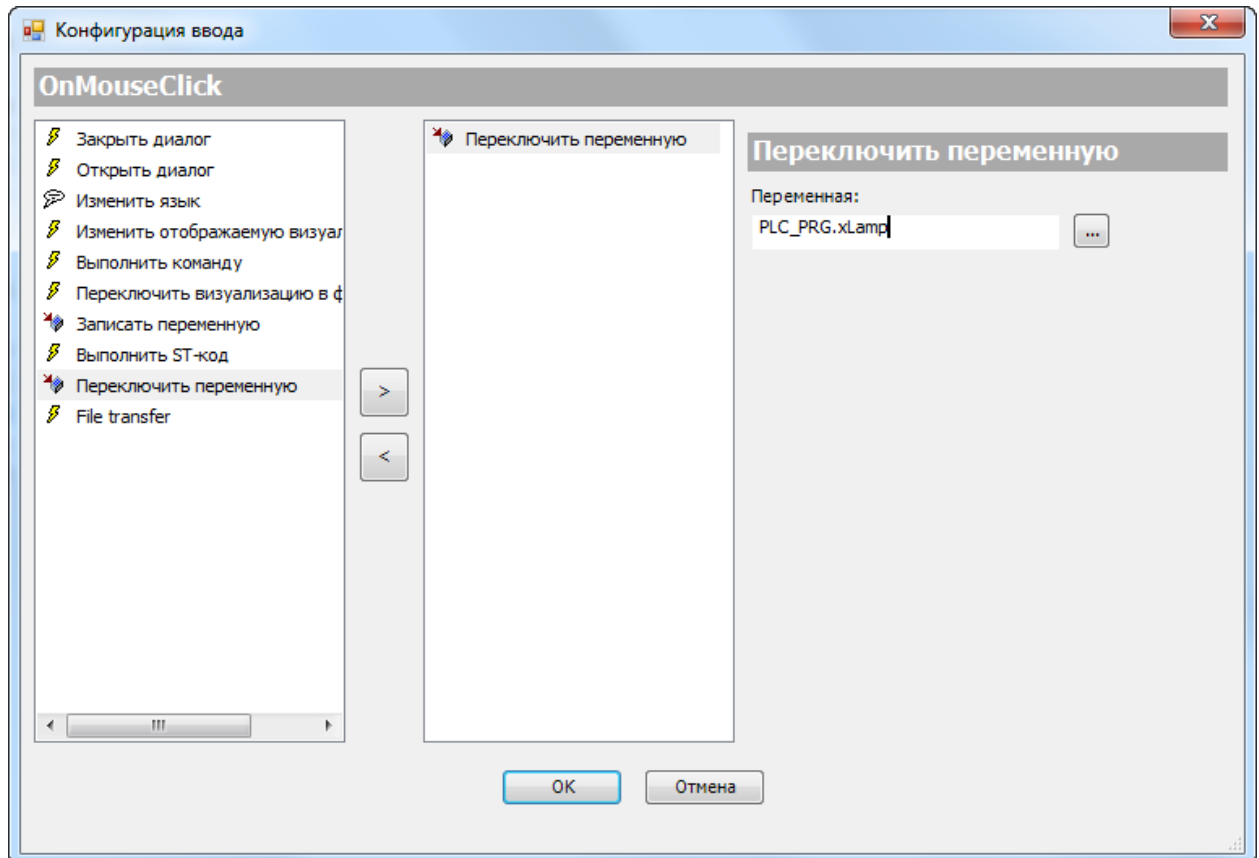 Конфигурация ввода
OnMouseClick
Закрыть диалог
Открыть диалог
Изменить язык
Изменить отображаемую визуал
Выполнить команду
Переключить визуализацию в ф
Записать переменную
Выполнить ST-код
Переключить переменную
File transfer
>
<
Переключить переменную
Переключить переменную
Переменная:
PLC_PRG.xLamp
...
OK
Отмена